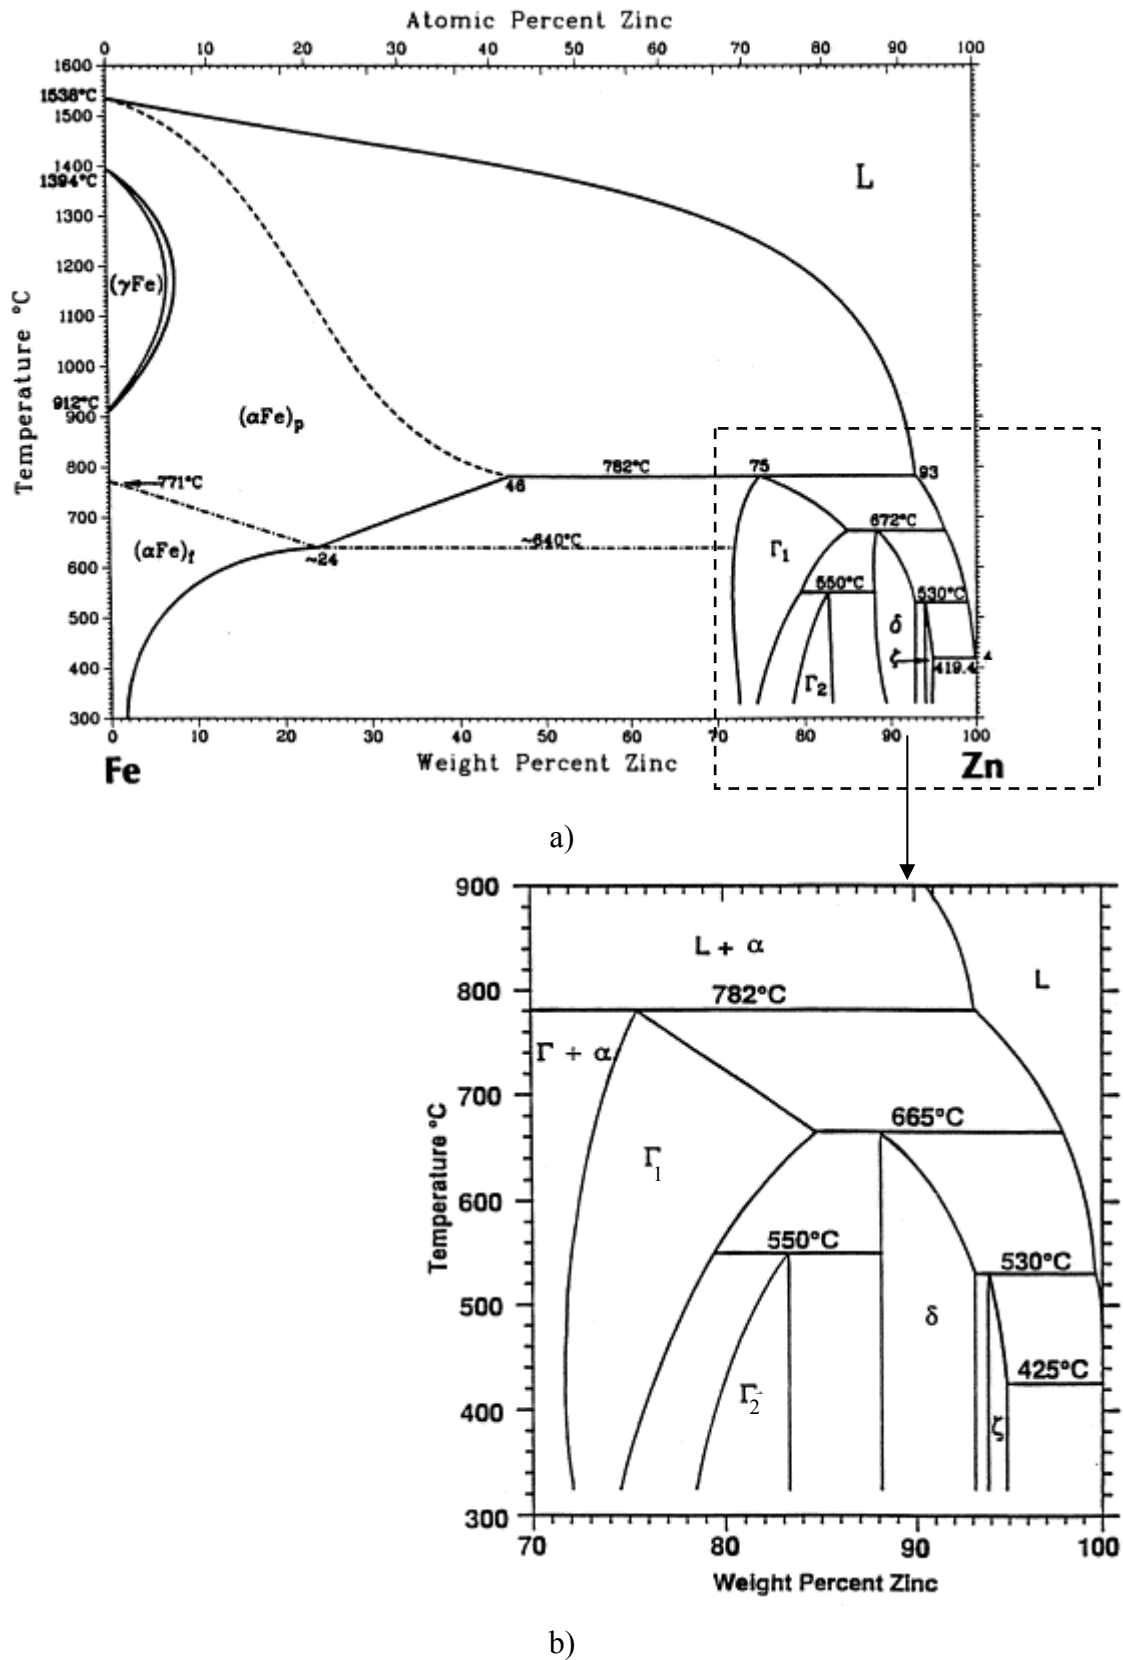 Atomic Percent Zinc
0 10 20 30 40 50 60 70 80 90 100
1600
1538°C
1500
1400
1394°C
1300
1200
1100
1000
912°C
900
800
700
600
500
400
300
Temperature °C
L
(γFe)
(αFe)p
782°C
75
93
46
771°C
672°C
(αFe)f
~640°C
~24
Γ1
550°C
530°C
δ
ζ
419.4
Γ2
0 10 20 30 40 50 60 70 80 90 100
Fe
Weight Percent Zinc
Zn
a)
900
800
700
600
500
400
300
Temperature °C
L + α
L
782°C
Γ + α
665°C
Γ1
550°C
530°C
δ
425°C
Γ2
ζ
70 80 90 100
Weight Percent Zinc
b)